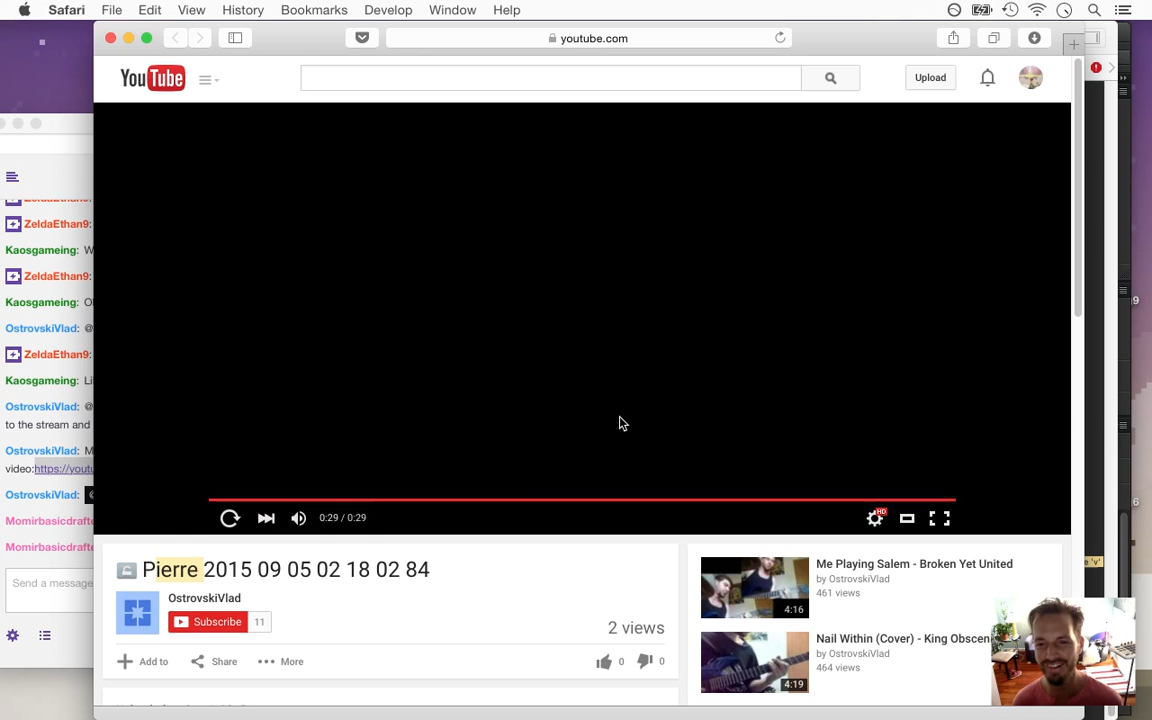 Safari File Edit View History Bookmarks Develop Window Help
youtube.com
YouTube
Upload
ZeldaEthan9:
ZeldaEthan9:
Kaosgameing: W
ZeldaEthan9:
Kaosgameing:
OstrovskiVlad: @
ZeldaEthan9:
Kaosgameing: Li
OstrovskiVlad: @
to the stream and
OstrovskiVlad: M
video:https://youtu
OstrovskiVlad: @
Momirbasicdrafte
Momirbasicdrafte
Send a message
0:29 / 0:29
HD
Pierre 2015 09 05 02 18 02 84
OstrovskiVlad
Subscribe 11
2 views
Add to Share More
0 0
Me Playing Salem - Broken Yet United
by OstrovskiVlad
461 views
4:16
Nail Within (Cover) - King Obscen
by OstrovskiVlad
464 views
4:19
9
6
e 'v'